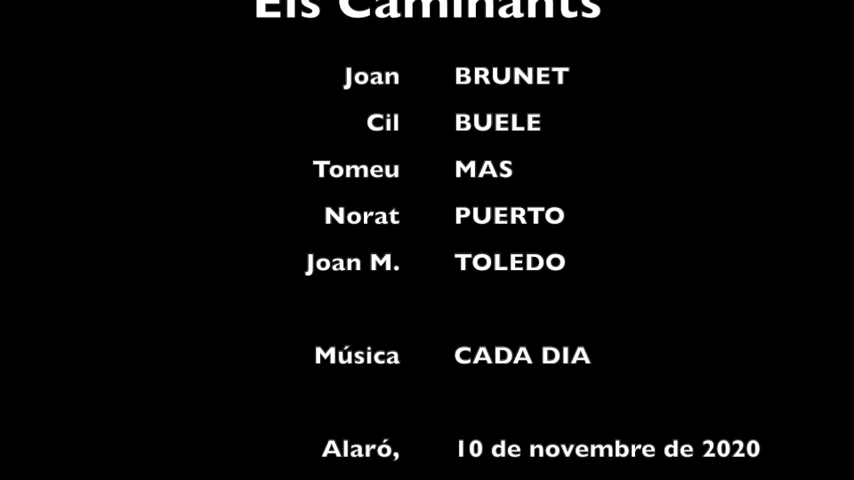 Els Caminants
Joan BRUNET
Cil BUELE
Tomeu MAS
Norat PUERTO
Joan M. TOLEDO
Música CADA DIA
Alaró, 10 de novembre de 2020